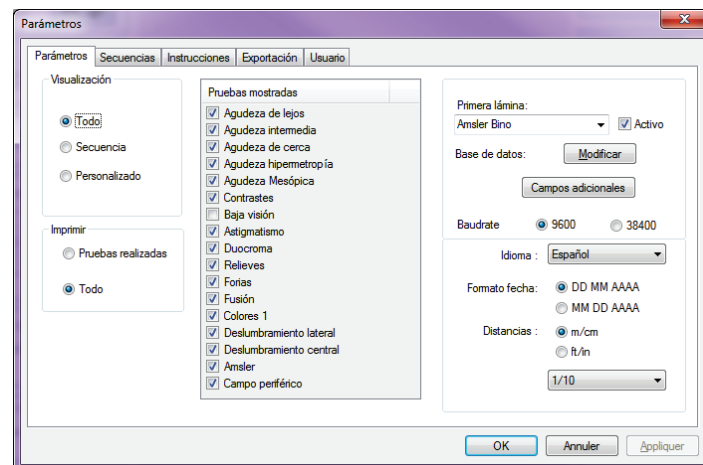 Parámetros
Parámetros Secuencias Instrucciones Exportación Usuario
Visualización
Todo
Secuencia
Personalizado
Imprimir
Pruebas realizadas
Todo
Pruebas mostradas
Agudeza de lejos
Agudeza intermedia
Agudeza de cerca
Agudeza hipermetropía
Agudeza Mesópica
Contrastes
Baja visión
Astigmatismo
Duocroma
Relieves
Forias
Fusión
Colores 1
Deslumbramiento lateral
Deslumbramiento central
Amsler
Campo periférico
Primera lámina:
Amsler Bino Activo
Base de datos: Modificar
Campos adicionales
Baudrate 9600 38400
Idioma : Español
Formato fecha: DD MM AAAA
MM DD AAAA
Distancias : m/cm
ft/in
1/10
OK Annuler Appliquer